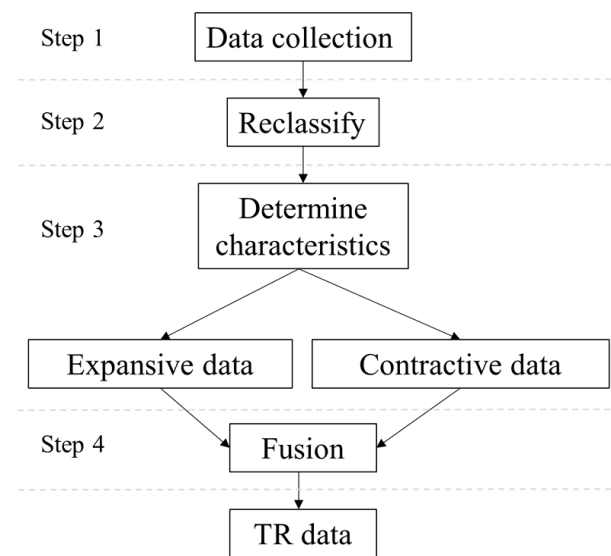 Step 1
Data collection
Step 2
Reclassify
Step 3
Determine
characteristics
Expansive data
Contractive data
Step 4
Fusion
TR data